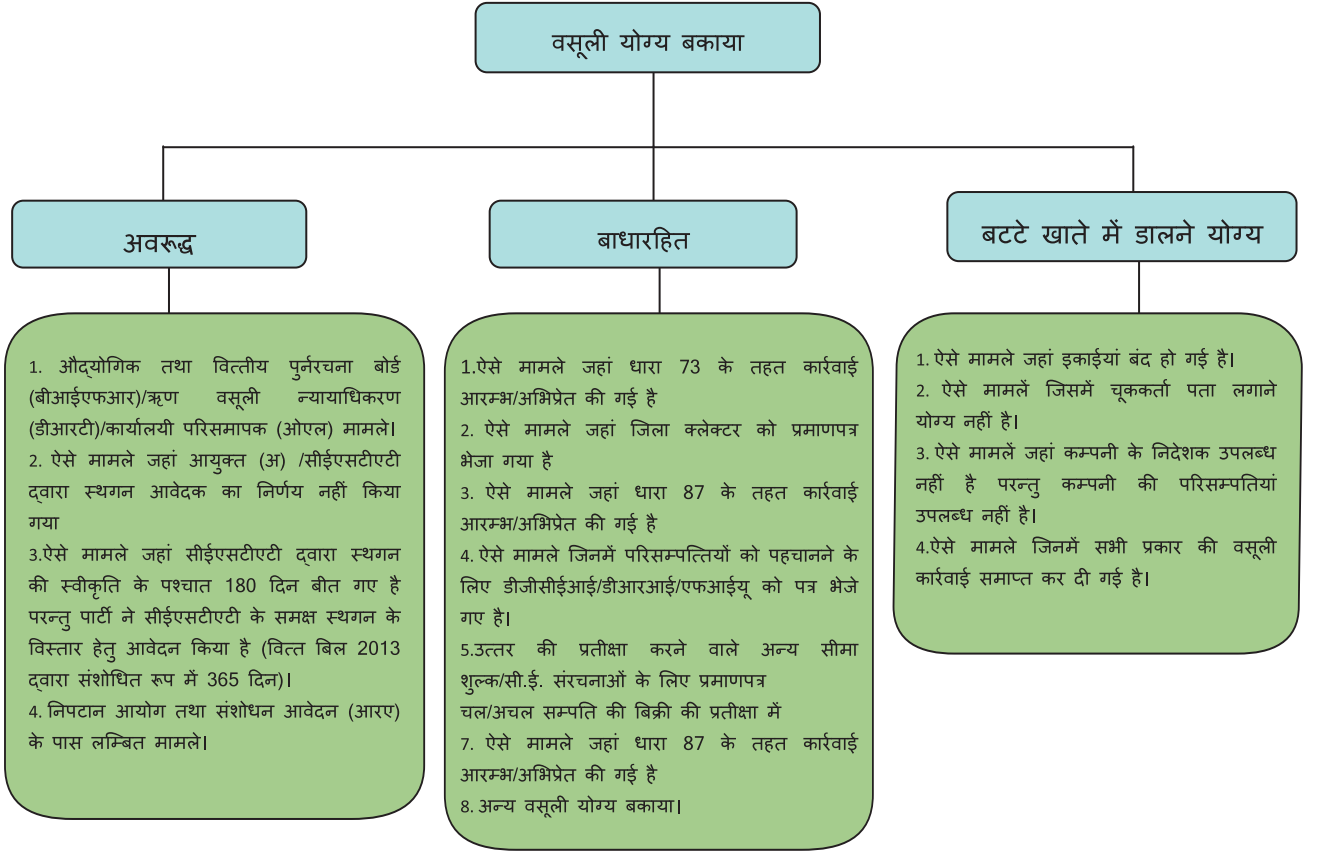 वसूली योग्य बकाया
अवरूद्ध
1. औद्योगिक तथा वित्तीय पुर्नरचना बोर्ड
(बीआईएफआर)/ऋण वसूली न्यायाधिकरण
(डीआरटी)/कार्यालयी परिसमापक (ओएल) मामले।
2. ऐसे मामले जहां आयुक्त (अ) /सीईएसटीएटी
द्वारा स्थगन आवेदक का निर्णय नहीं किया
गया
3.ऐसे मामले जहां सीईएसटीएटी द्वारा स्थगन
की स्वीकृति के पश्चात 180 दिन बीत गए है
परन्तु पार्टी ने सीईएसटीएटी के समक्ष स्थगन के
विस्तार हेतु आवेदन किया है (वित्त बिल 2013
द्वारा संशोधित रूप में 365 दिन)।
4. निपटान आयोग तथा संशोधन आवेदन (आरए)
के पास लम्बित मामले।
बाधारहित
1.ऐसे मामले जहां धारा 73 के तहत कार्रवाई
आरम्भ/अभिप्रेत की गई है
2. ऐसे मामले जहां जिला क्लेक्टर को प्रमाणपत्र
भेजा गया है
3. ऐसे मामले जहां धारा 87 के तहत कार्रवाई
आरम्भ/अभिप्रेत की गई है
4. ऐसे मामले जिनमें परिसम्पत्तियों को पहचानने के
लिए डीजीसीईआई/डीआरआई/एफआईयू को पत्र भेजे
गए है।
5.उत्तर की प्रतीक्षा करने वाले अन्य सीमा
शुल्क/सी.ई. संरचनाओं के लिए प्रमाणपत्र
चल/अचल सम्पति की बिक्री की प्रतीक्षा में
7. ऐसे मामले जहां धारा 87 के तहत कार्रवाई
आरम्भ/अभिप्रेत की गई है
8. अन्य वसूली योग्य बकाया।
बटटे खाते में डालने योग्य
1. ऐसे मामले जहां इकाईयां बंद हो गई है।
2. ऐसे मामलें जिसमें चूककर्ता पता लगाने
योग्य नहीं है।
3. ऐसे मामलें जहां कम्पनी के निदेशक उपलब्ध
नहीं है परन्तु कम्पनी की परिसम्पतियां
उपलब्ध नहीं है।
4.ऐसे मामले जिनमें सभी प्रकार की वसूली
कार्रवाई समाप्त कर दी गई है।